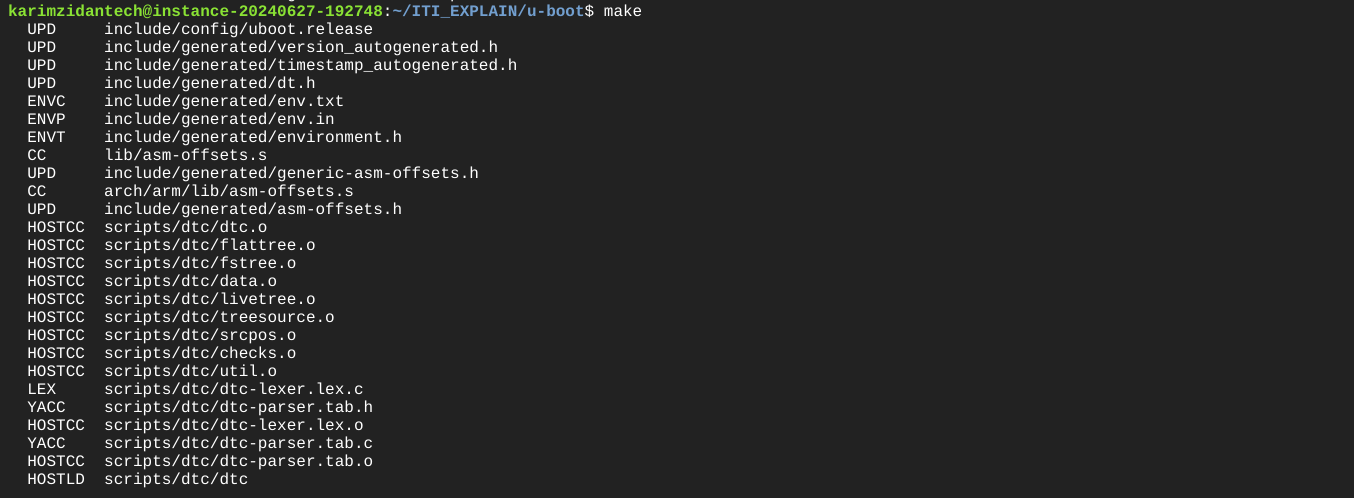 karimzidantech@instance-20240627-192748:~/ITI_EXPLAIN/u-boot$ make
UPD include/config/uboot.release
UPD include/generated/version_autogenerated.h
UPD include/generated/timestamp_autogenerated.h
UPD include/generated/dt.h
ENVC include/generated/env.txt
ENVP include/generated/env.in
ENVT include/generated/environment.h
CC lib/asm-offsets.s
UPD include/generated/generic-asm-offsets.h
CC arch/arm/lib/asm-offsets.s
UPD include/generated/asm-offsets.h
HOSTCC scripts/dtc/dtc.o
HOSTCC scripts/dtc/flattree.o
HOSTCC scripts/dtc/fstree.o
HOSTCC scripts/dtc/data.o
HOSTCC scripts/dtc/livetree.o
HOSTCC scripts/dtc/treesource.o
HOSTCC scripts/dtc/srcpos.o
HOSTCC scripts/dtc/checks.o
HOSTCC scripts/dtc/util.o
LEX scripts/dtc/dtc-lexer.lex.c
YACC scripts/dtc/dtc-parser.tab.h
HOSTCC scripts/dtc/dtc-lexer.lex.o
YACC scripts/dtc/dtc-parser.tab.c
HOSTCC scripts/dtc/dtc-parser.tab.o
HOSTLD scripts/dtc/dtc